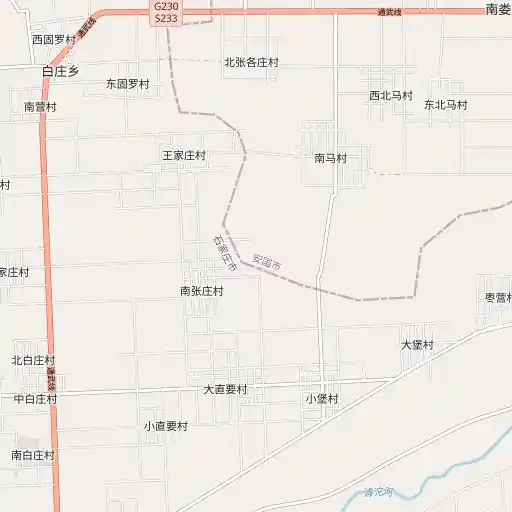 G230
S233
通武线
南娄
西固罗村
白庄乡
东固罗村
北张各庄村
南营村
西北马村
东北马村
王家庄村
南马村
村
石家庄市
安国市
家庄村
南张庄村
枣营村
大堡村
北白庄村
通武线
中白庄村
大直要村
小堡村
小直要村
南白庄村
滹沱河